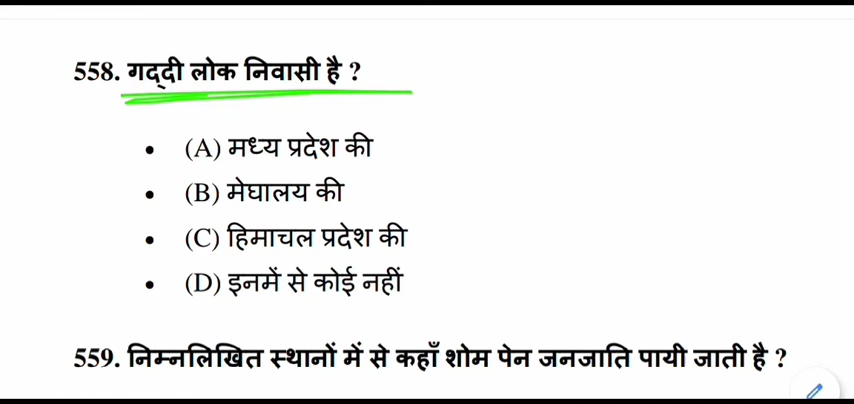 558. गद्दी लोक निवासी है ?
• (A) मध्य प्रदेश की
• (B) मेघालय की
• (C) हिमाचल प्रदेश की
• (D) इनमें से कोई नहीं
559. निम्नलिखित स्थानों में से कहाँ शोम पेन जनजाति पायी जाती है ?